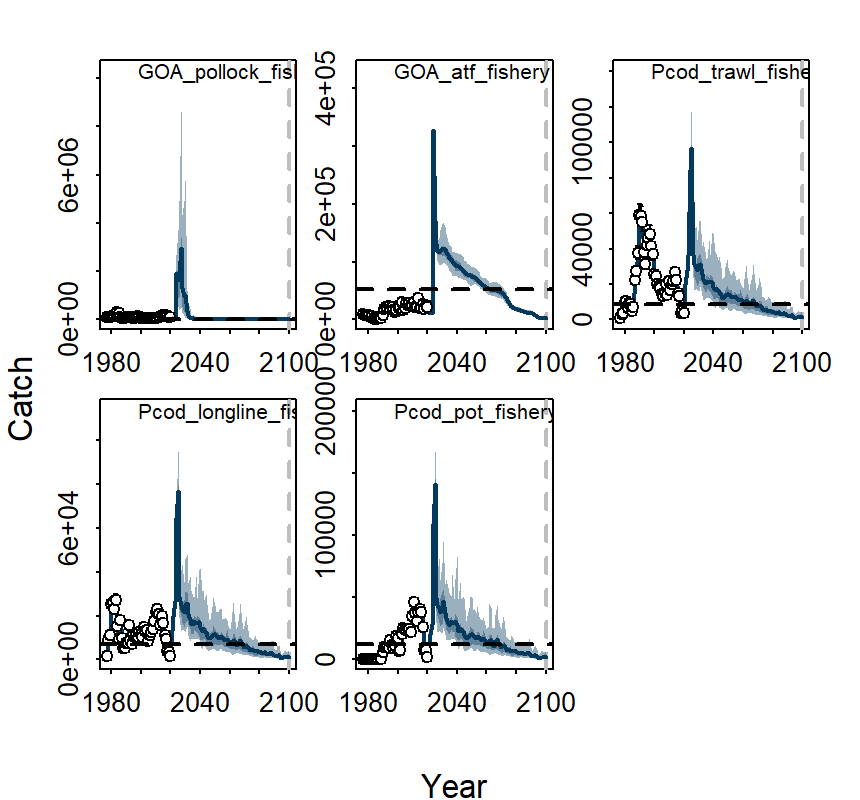 GOA_pollock_fisl
GOA_atf_fishery
Pcod_trawl_fishe
0e+00 6e+06
0e+00 2e+05 4e+05
0 40000 100000
1980 2040 2100
1980 2040 2100
1980 2040 2100
Catch
Pcod_longline_fis
Pcod_pot_fishery
0e+00 6e+04
0 100000 200000
1980 2040 2100
1980 2040 2100
Year